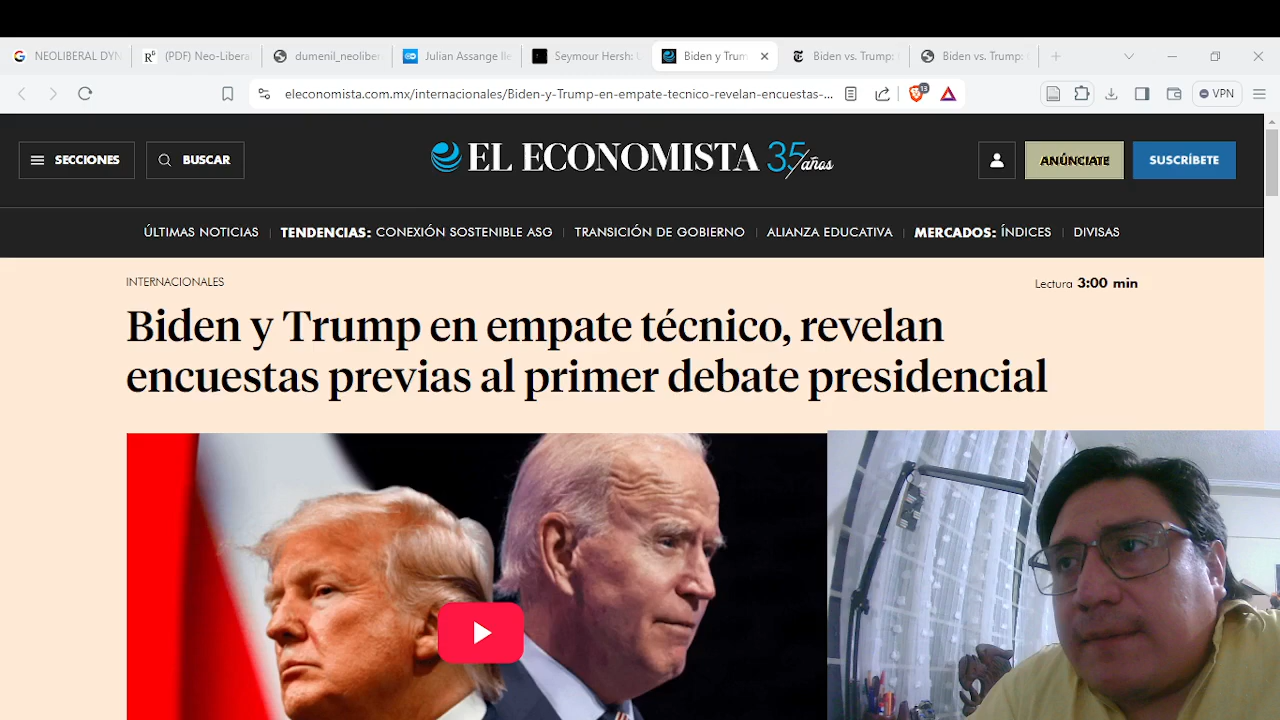 NEOLIBERAL DYN
(PDF) Neo-Libera
dumenil_neoliber
Julian Assange lle
Seymour Hersh: U
Biden y Trum
Biden vs. Trump:
Biden vs. Trump:
eleconomista.com.mx/internacionales/Biden-y-Trump-en-empate-tecnico-revelan-encuestas-...
13
VPN
SECCIONES
BUSCAR
EL ECONOMISTA 35 años
ANÚNCIATE
SUSCRÍBETE
ÚLTIMAS NOTICIAS | TENDENCIAS: CONEXIÓN SOSTENIBLE ASG | TRANSICIÓN DE GOBIERNO | ALIANZA EDUCATIVA | MERCADOS: ÍNDICES | DIVISAS
INTERNACIONALES
Lectura 3:00 min
Biden y Trump en empate técnico, revelan
encuestas previas al primer debate presidencial